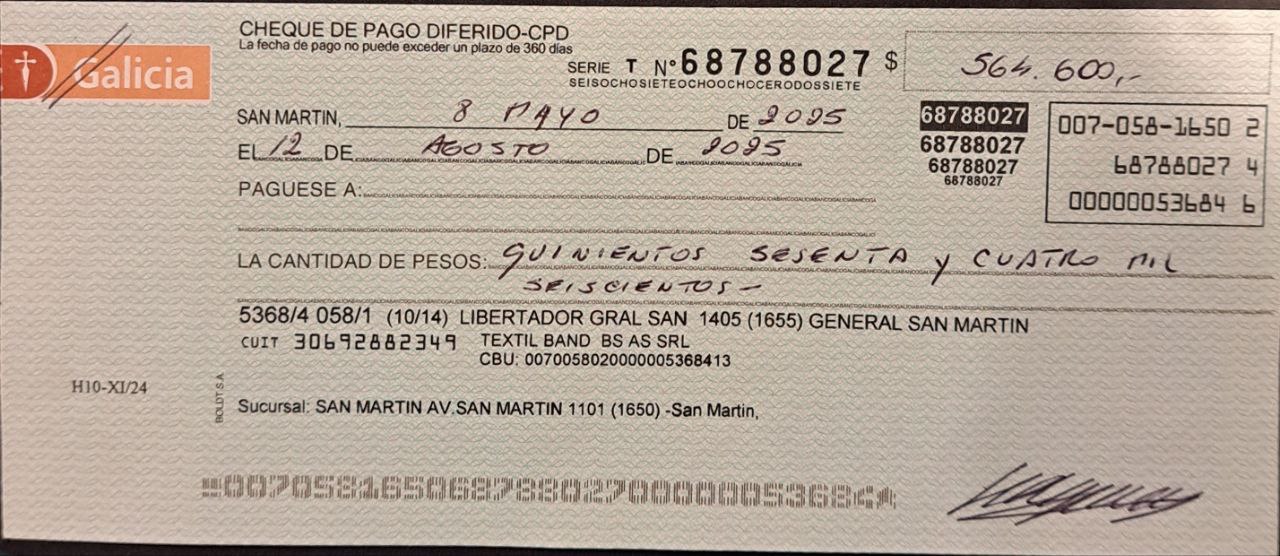 CHEQUE DE PAGO DIFERIDO-CPD
La fecha de pago no puede exceder un plazo de 360 días
Galicia
SERIE T N° 68788027 $ 564.600,-
SEISOCHOSIETEOCHOOCHOCERODOSSIETE
SAN MARTIN, 8 MAYO DE 2025
EL 12 DE AGOSTO DE 2025
68788027
68788027
68788027
68788027
007-058-1650 2
68788027 4
00000053684 6
PAGUESE A:
LA CANTIDAD DE PESOS: QUINIENTOS SESENTA y CUATRO MIL
SEISCIENTOS-
5368/4 058/1 (10/14) LIBERTADOR GRAL SAN 1405 (1655) GENERAL SAN MARTIN
CUIT 30692882349 TEXTIL BAND BS AS SRL
CBU: 0070058020000005368413
H10-XI/24
BOLDT S.A
Sucursal: SAN MARTIN AV.SAN MARTIN 1101 (1650) -San Martin,
00705816506878802700000053684